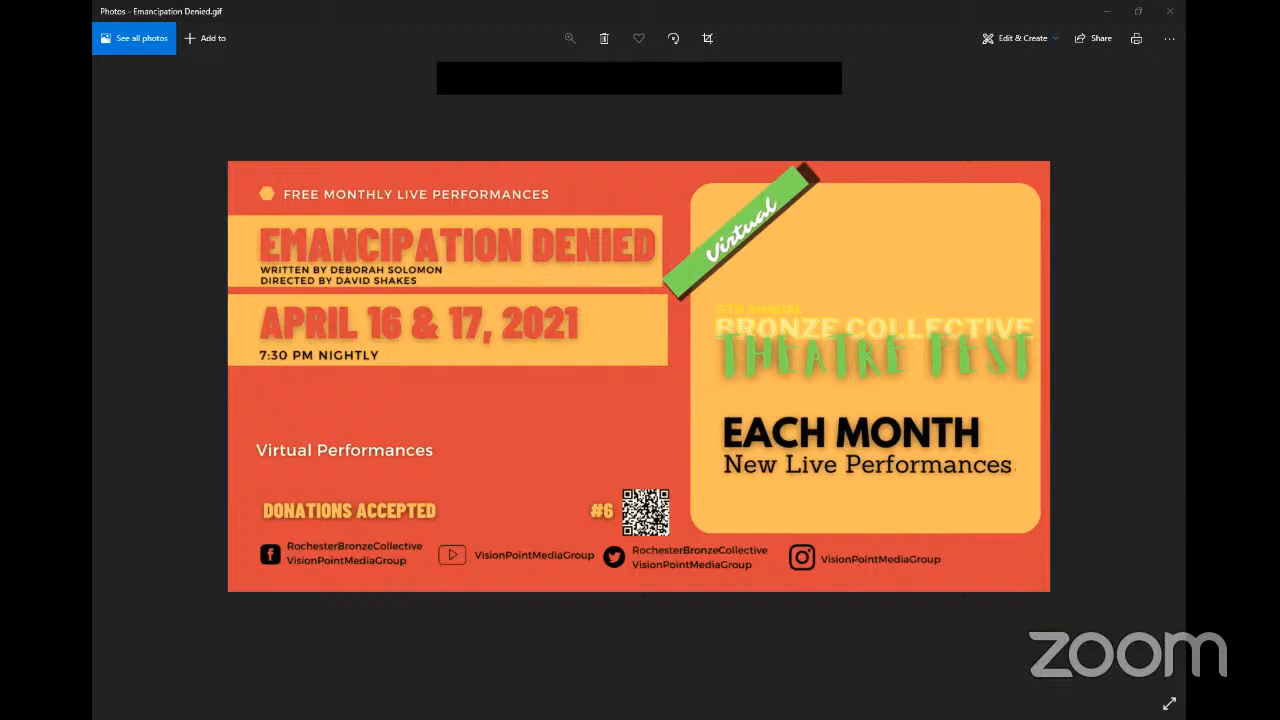 Photos - Emancipation Denied.gif
See all photos
Add to
Edit & Create
Share
FREE MONTHLY LIVE PERFORMANCES
EMANCIPATION DENIED
WRITTEN BY DEBORAH SOLOMON
DIRECTED BY DAVID SHAKES
APRIL 16 & 17, 2021
7:30 PM NIGHTLY
Virtual Performances
DONATIONS ACCEPTED
#6
RochesterBronzeCollective
VisionPointMediaGroup
VisionPointMediaGroup
RochesterBronzeCollective
VisionPointMediaGroup
VisionPointMediaGroup
Virtual
ANNUAL
BRONZE COLLECTIVE
THEATRE FEST
EACH MONTH
New Live Performances
zoom